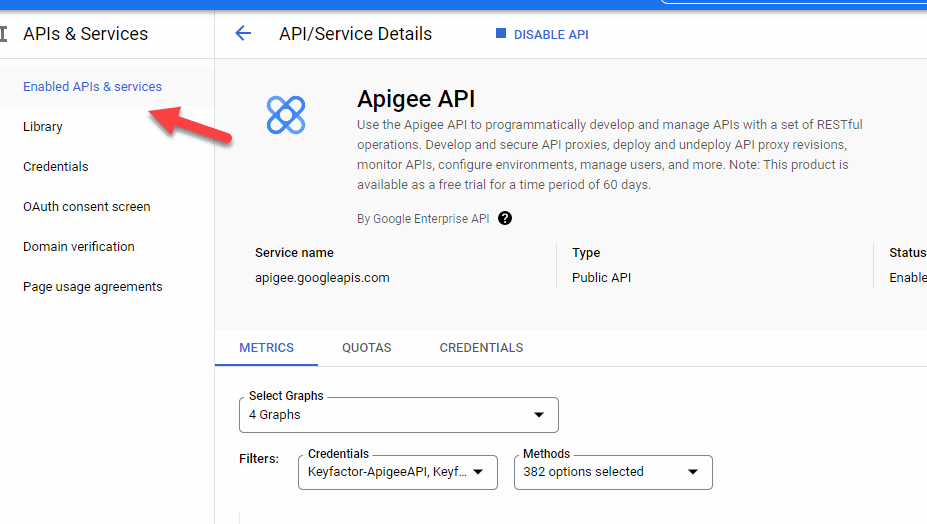 APIs & Services
API/Service Details
DISABLE API
Enabled APIs & services
Library
Credentials
OAuth consent screen
Domain verification
Page usage agreements
Apigee API
Use the Apigee API to programmatically develop and manage APIs with a set of RESTful
operations. Develop and secure API proxies, deploy and undeploy API proxy revisions,
monitor APIs, configure environments, manage users, and more. Note: This product is
available as a free trial for a time period of 60 days.
By Google Enterprise API ?
Service name
apigee.googleapis.com
Type
Public API
Status
Enable
METRICS QUOTAS CREDENTIALS
Select Graphs
4 Graphs
Filters:
Credentials
Keyfactor-ApigeeAPI, Keyf...
Methods
382 options selected